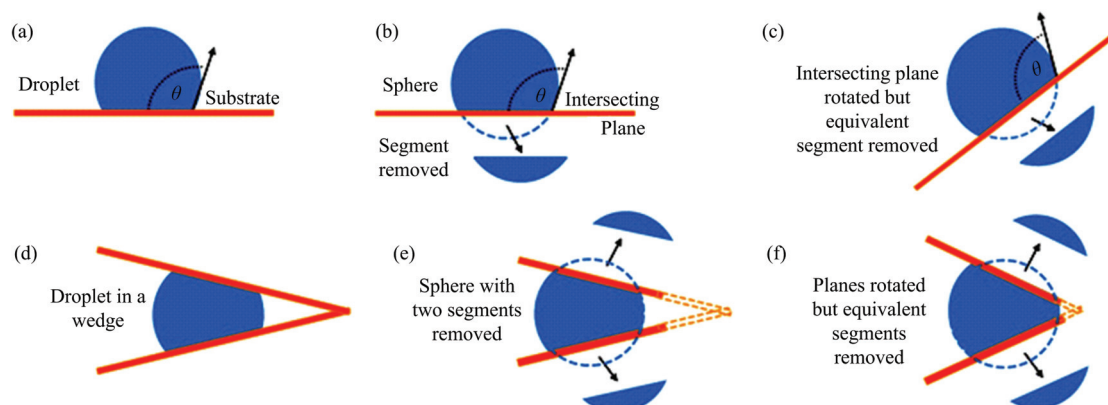 (a)
Droplet
θ
Substrate
(b)
Sphere
θ
Intersecting
Plane
Segment
removed
(c)
Intersecting plane
rotated but
equivalent
segment removed
θ
(d)
Droplet in a
wedge
(e)
Sphere with
two segments
removed
(f)
Planes rotated
but equivalent
segments
removed